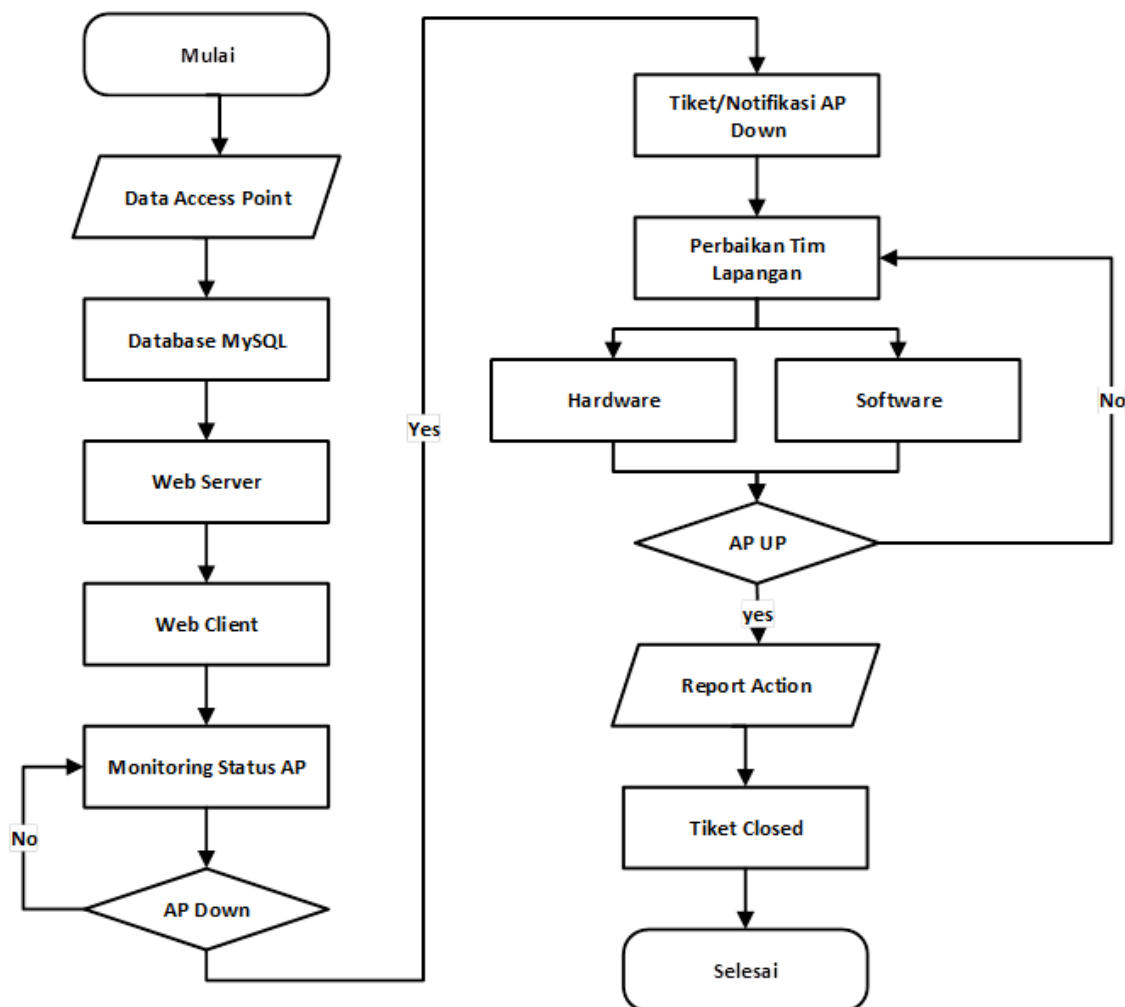 Mulai
Data Access Point
Database MySQL
Web Server
Web Client
Monitoring Status AP
No
AP Down
Yes
Tiket/Notifikasi AP
Down
Perbaikan Tim
Lapangan
Hardware
Software
No
AP UP
yes
Report Action
Tiket Closed
Selesai